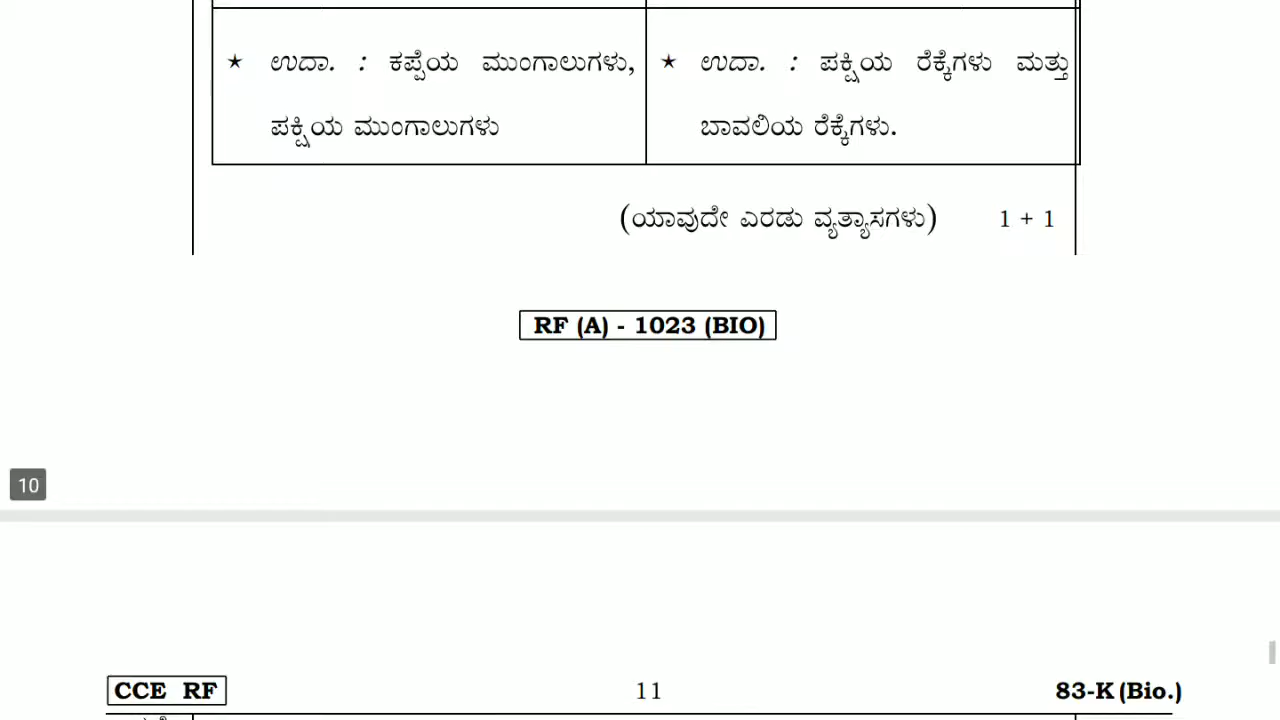 ★ ಉದಾ. : ಕಪ್ಪೆಯ ಮುಂಗಾಲುಗಳು,
ಪಕ್ಷಿಯ ಮುಂಗಾಲುಗಳು
★ ಉದಾ. : ಪಕ್ಷಿಯ ರೆಕ್ಕೆಗಳು ಮತ್ತು
ಬಾವಲಿಯ ರೆಕ್ಕೆಗಳು.
(ಯಾವುದೇ ಎರಡು ವ್ಯತ್ಯಾಸಗಳು) 1 + 1
RF (A) - 1023 (BIO)
10
CCE RF 11 83-K (Bio.)